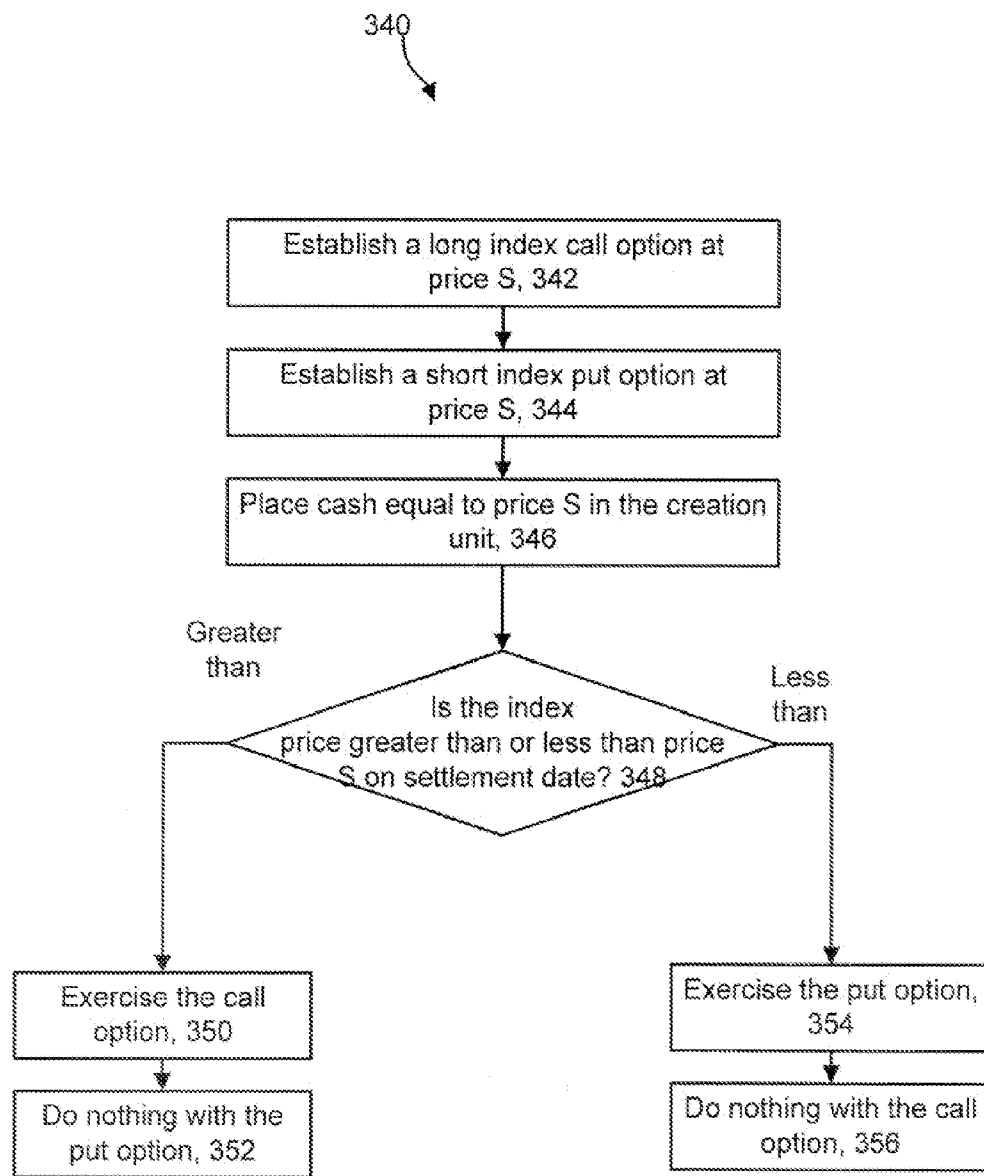 340
Establish a long index call option at
price S, 342
Establish a short index put option at
price S, 344
Place cash equal to price S in the creation
unit, 346
Greater
than
Less
than
Is the index
price greater than or less than price
S on settlement date? 348
Exercise the call
option, 350
Do nothing with the
put option, 352
Exercise the put option,
354
Do nothing with the call
option, 356